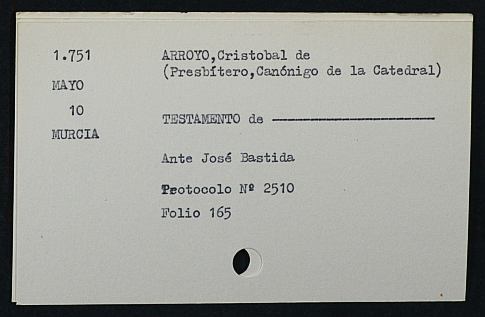 1.751
MAYO
10
MURCIA
ARROYO,Cristobal de
(Presbítero,Canónigo de la Catedral)
TESTAMENTO de ------------------------
Ante José Bastida
Protocolo Nº 2510
Folio 165